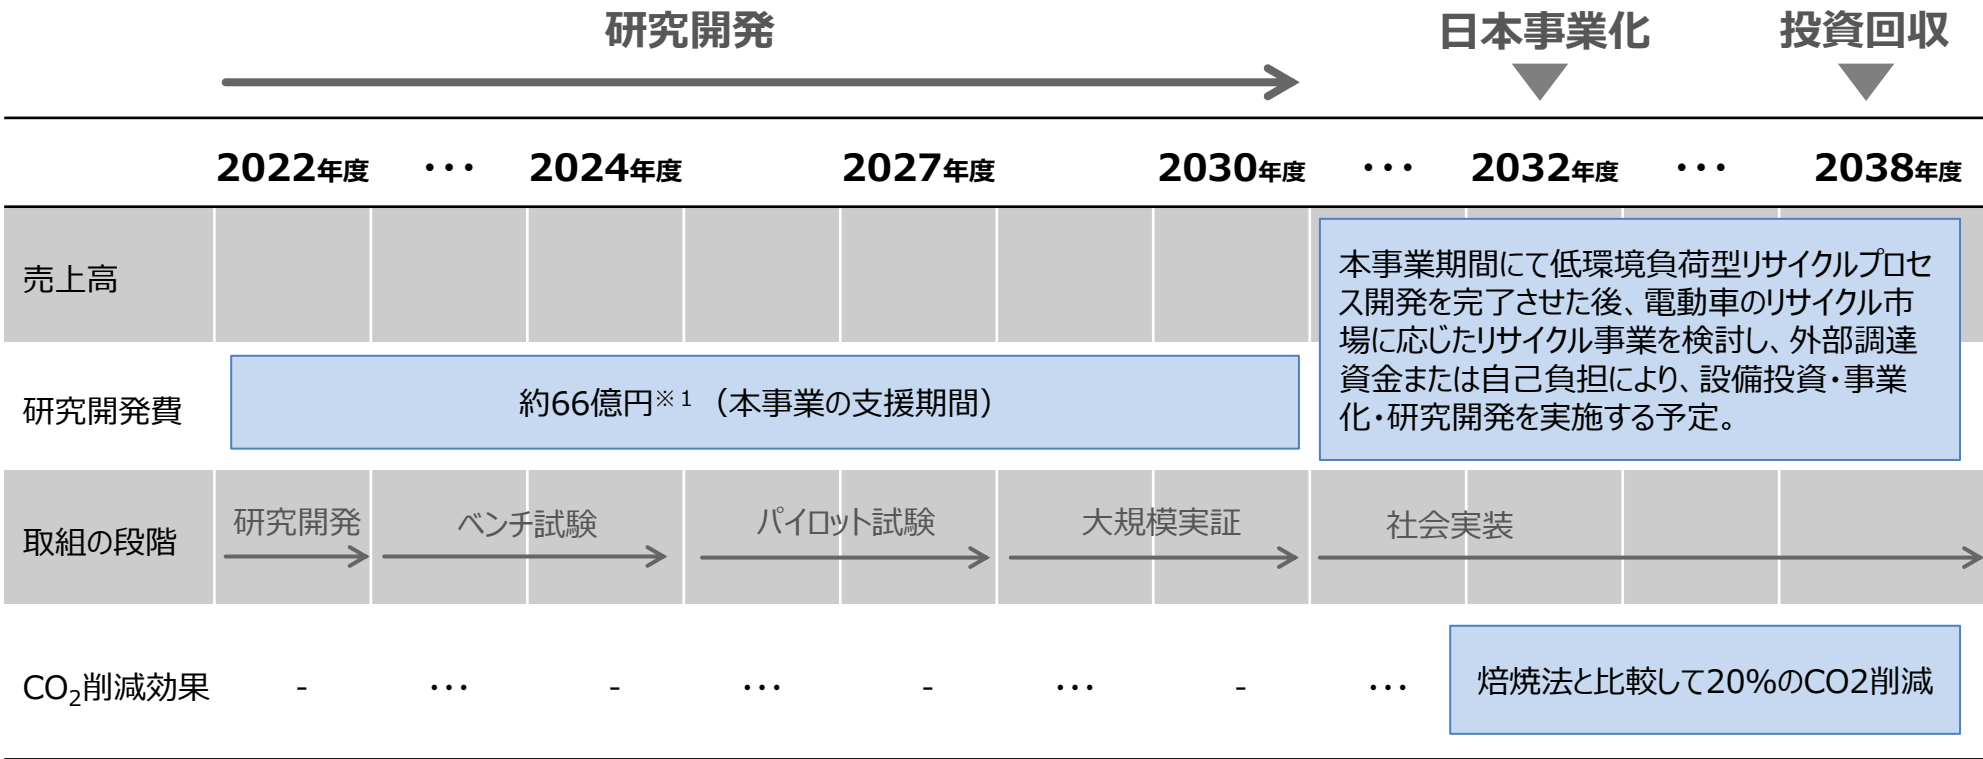 研究開発 日本事業化 投資回収
2022年度 ・・・ 2024年度 2027年度 2030年度 ・・・ 2032年度 ・・・ 2038年度
売上高
本事業期間にて低環境負荷型リサイクルプロセ
ス開発を完了させた後、電動車のリサイクル市
場に応じたリサイクル事業を検討し、外部調達
資金または自己負担により、設備投資・事業
化・研究開発を実施する予定。
研究開発費
約66億円※1（本事業の支援期間）
取組の段階
研究開発 ベンチ試験 パイロット試験 大規模実証 社会実装
CO2削減効果 - ・・・ - ・・・ - ・・・ - ・・・
焙焼法と比較して20%のCO2削減